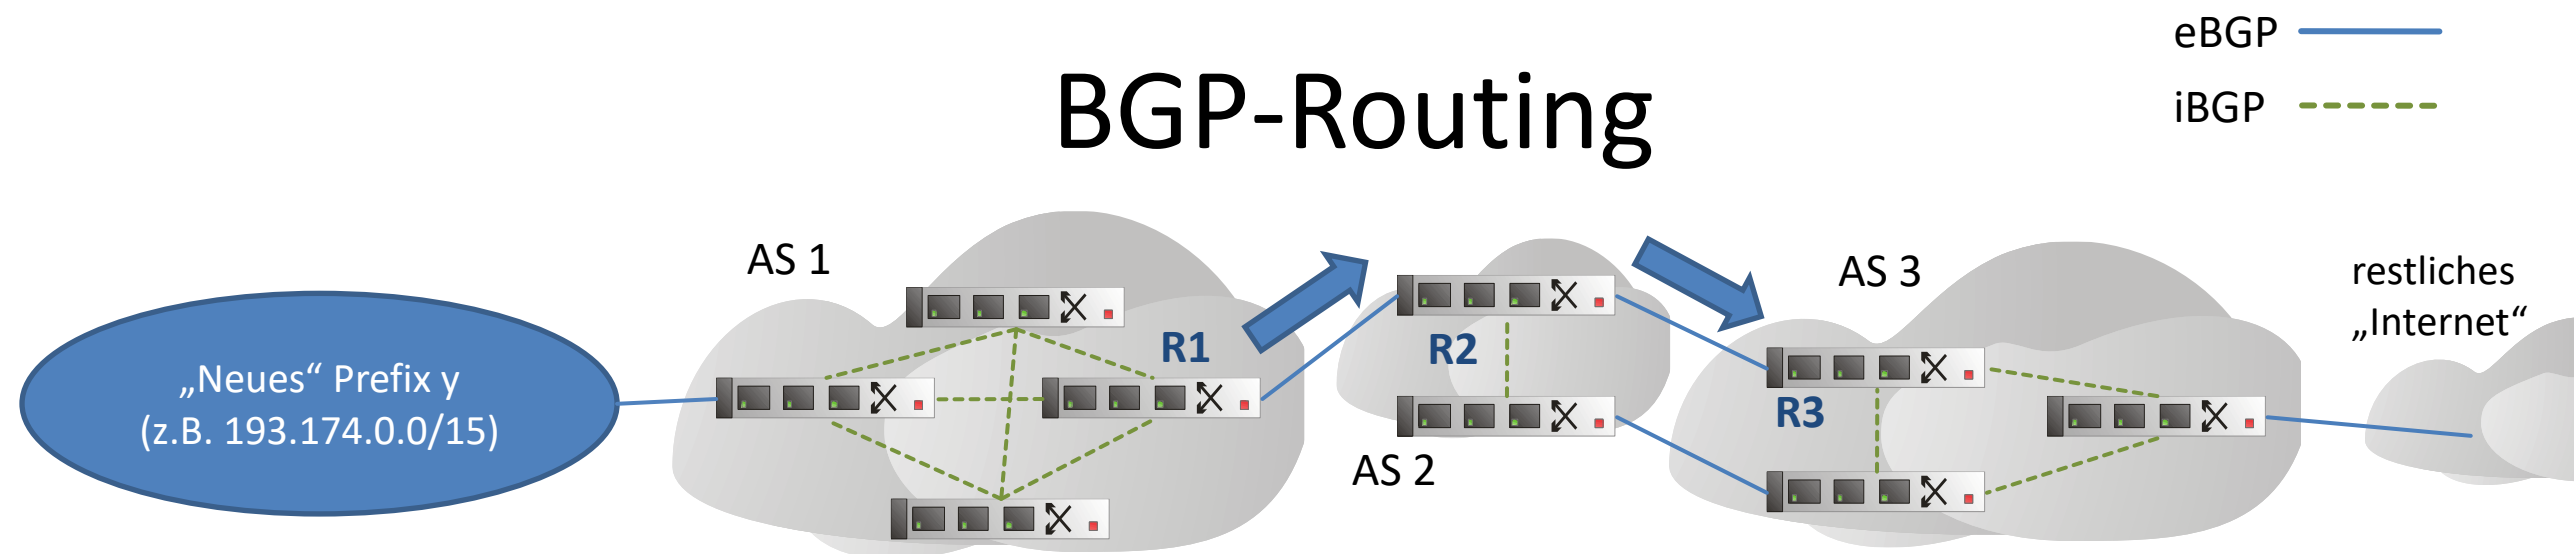 eBGP
iBGP
BGP-Routing
AS 1
AS 3
restliches
„Internet“
R1
R2
„Neues“ Prefix y
(z.B. 193.174.0.0/15)
R3
AS 2